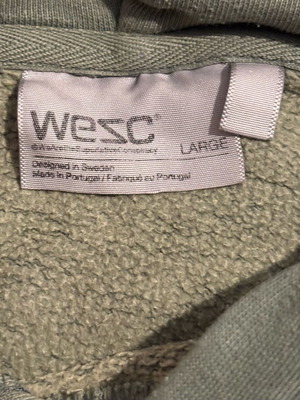 wesc®
@WeAretheSuperlativeConspiracy
LARGE
Designed in Sweden
Made in Portugal / Fabriqué au Portugal